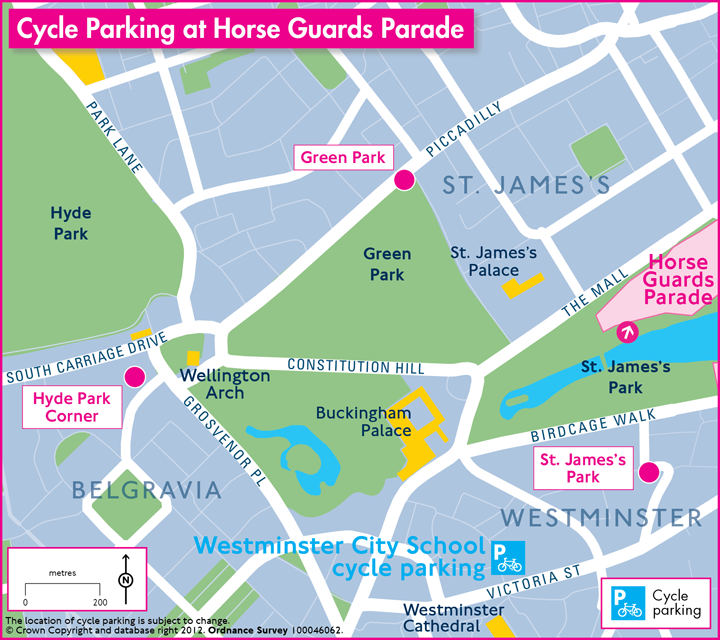 Cycle Parking at Horse Guards Parade
PARK LANE
PICCADILLY
Green Park
ST. JAMES'S
Hyde
Park
Green
Park
St. James's
Palace
THE MALL
Horse
Guards
Parade
SOUTH CARRIAGE DRIVE
CONSTITUTION HILL
Wellington
Arch
St. James's
Park
Hyde Park
Corner
GROSVENOR PL
Buckingham
Palace
BIRDCAGE WALK
St. James's
Park
BELGRAVIA
WESTMINSTER
Westminster City School
cycle parking
P
VICTORIA ST
metres
0 200
N
Westminster
Cathedral
P
Cycle
parking
The location of cycle parking is subject to change.
© Crown Copyright and database right 2012. Ordnance Survey 100046062.